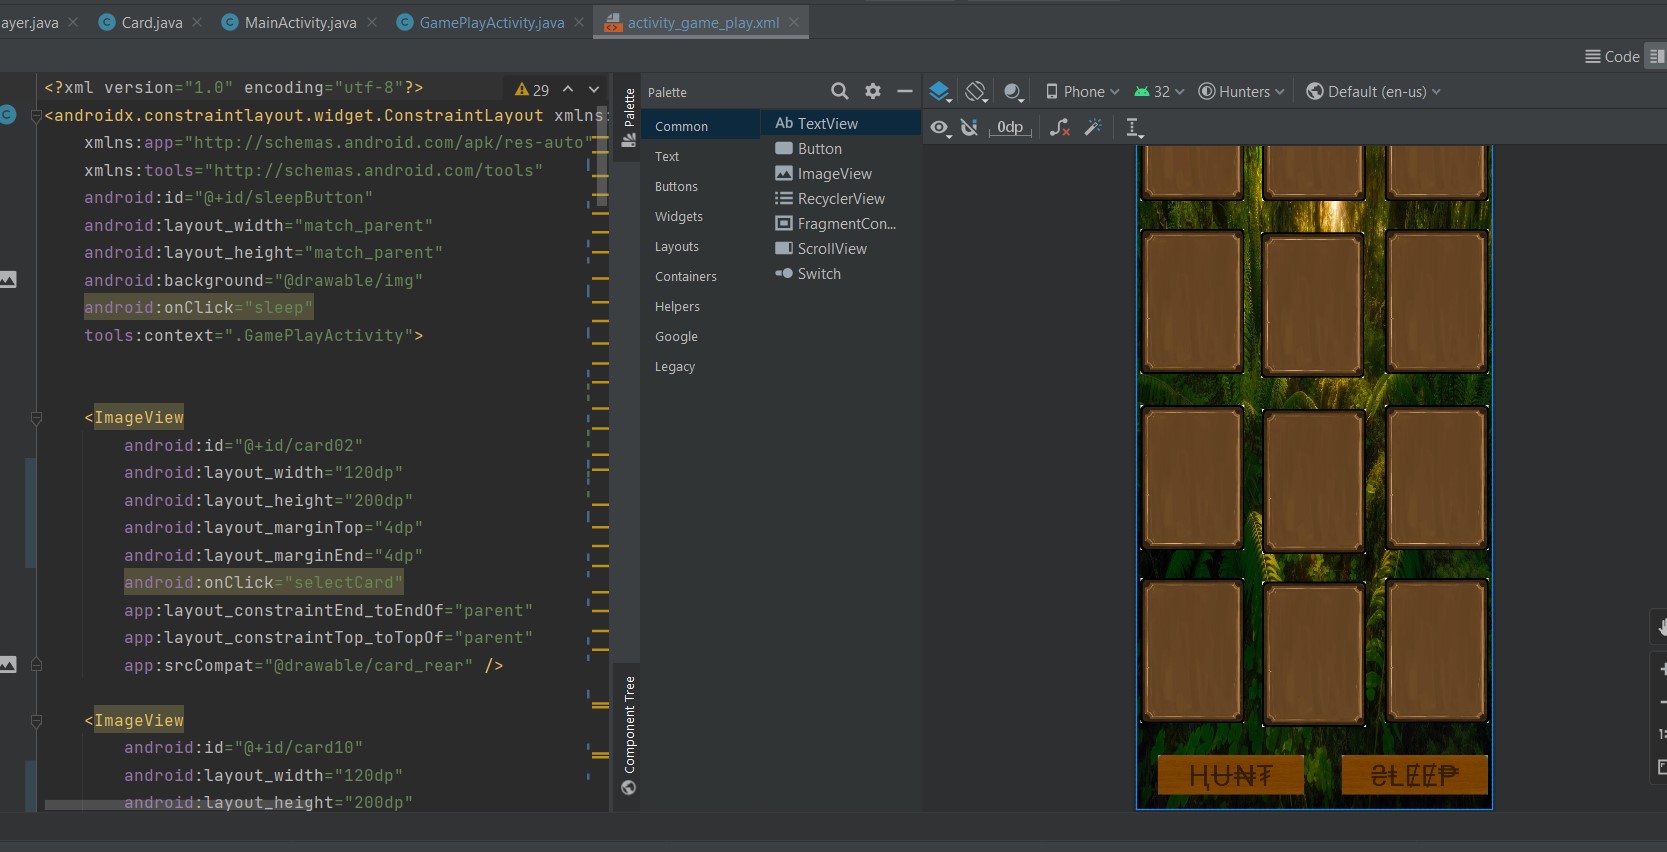 ayer.java Card.java MainActivity.java GamePlayActivity.java activity_game_play.xml
Code
<?xml version="1.0" encoding="utf-8"?> 29
<androidx.constraintlayout.widget.ConstraintLayout xmlns:
xmlns:app="http://schemas.android.com/apk/res-auto"
xmlns:tools="http://schemas.android.com/tools"
android:id="@+id/sleepButton"
android:layout_width="match_parent"
android:layout_height="match_parent"
android:background="@drawable/img"
android:onClick="sleep"
tools:context=".GamePlayActivity">
<ImageView
android:id="@+id/card02"
android:layout_width="120dp"
android:layout_height="200dp"
android:layout_marginTop="4dp"
android:layout_marginEnd="4dp"
android:onClick="selectCard"
app:layout_constraintEnd_toEndOf="parent"
app:layout_constraintTop_toTopOf="parent"
app:srcCompat="@drawable/card_rear" />
<ImageView
android:id="@+id/card10"
android:layout_width="120dp"
android:layout_height="200dp"
Palette
Component Tree
Palette
Common
Text
Buttons
Widgets
Layouts
Containers
Helpers
Google
Legacy
Ab TextView
Button
ImageView
RecyclerView
FragmentCon...
ScrollView
Switch
Phone 32 Hunters Default (en-us)
0dp
HUNT SLEEP